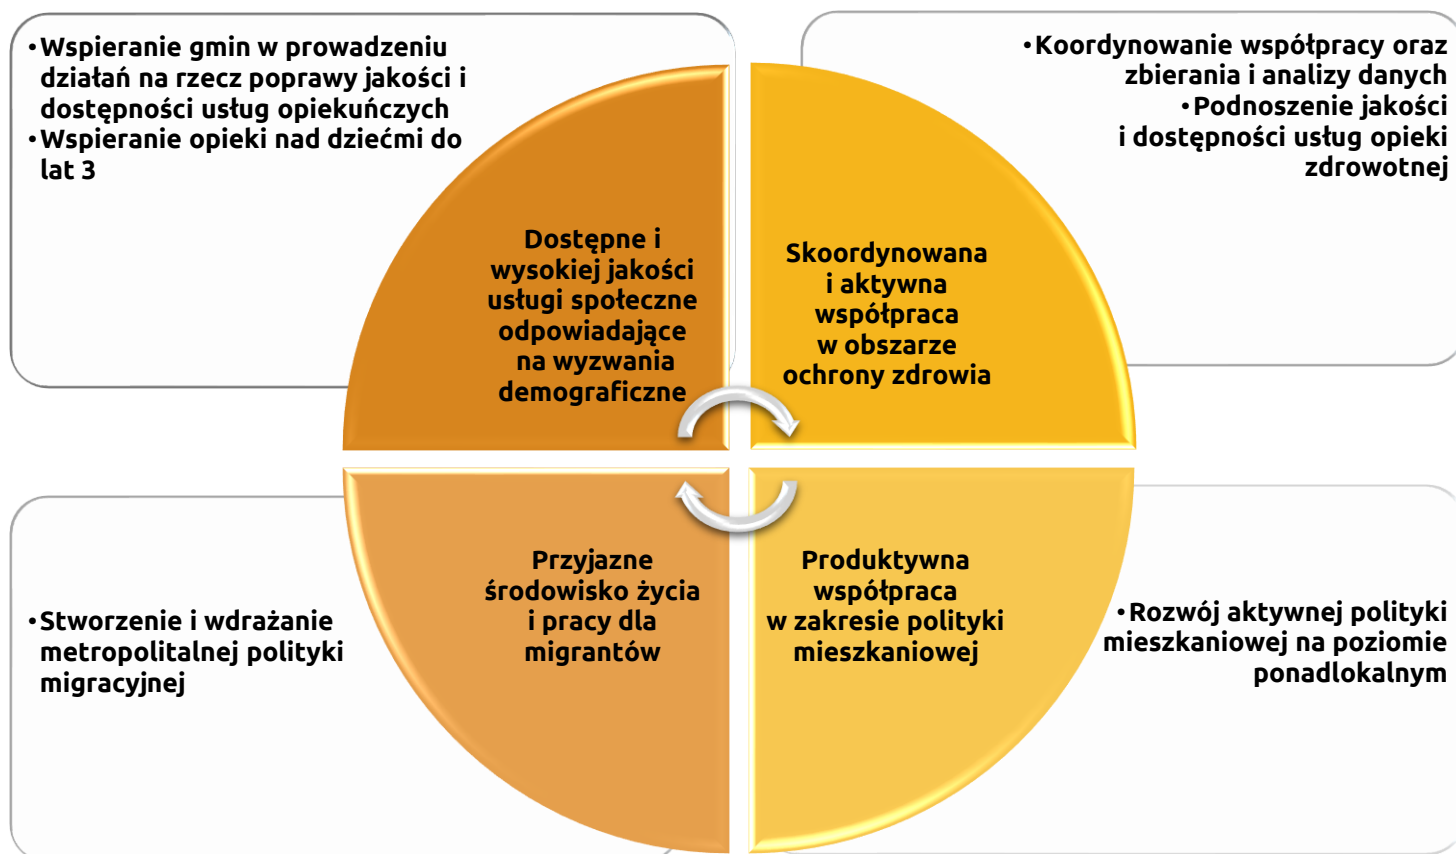 •Wspieranie gmin w prowadzeniu
działań na rzecz poprawy jakości i
dostępności usług opiekuńczych
•Wspieranie opieki nad dziećmi do
lat 3
•Koordynowanie współpracy oraz
zbierania i analizy danych
•Podnoszenie jakości
i dostępności usług opieki
zdrowotnej
Dostępne i
wysokiej jakości
usługi społeczne
odpowiadające
na wyzwania
demograficzne
Skoordynowana
i aktywna
współpraca
w obszarze
ochrony zdrowia
Przyjazne
środowisko życia
i pracy dla
migrantów
Produktywna
współpraca
w zakresie polityki
mieszkaniowej
•Stworzenie i wdrażanie
metropolitalnej polityki
migracyjnej
•Rozwój aktywnej polityki
mieszkaniowej na poziomie
ponadlokalnym